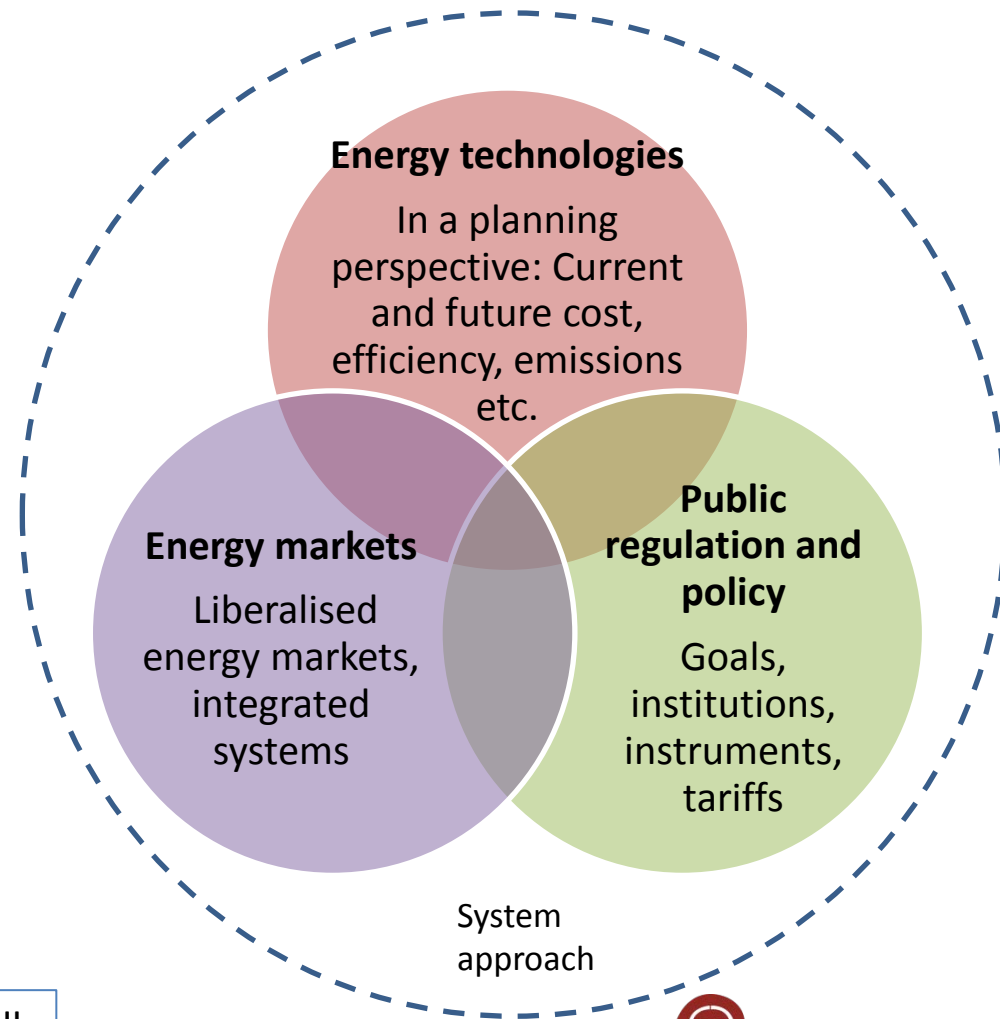 Energy technologies
In a planning
perspective: Current
and future cost,
efficiency, emissions
etc.
Energy markets
Liberalised
energy markets,
integrated
systems
Public
regulation and
policy
Goals,
institutions,
instruments,
tariffs
System
approach